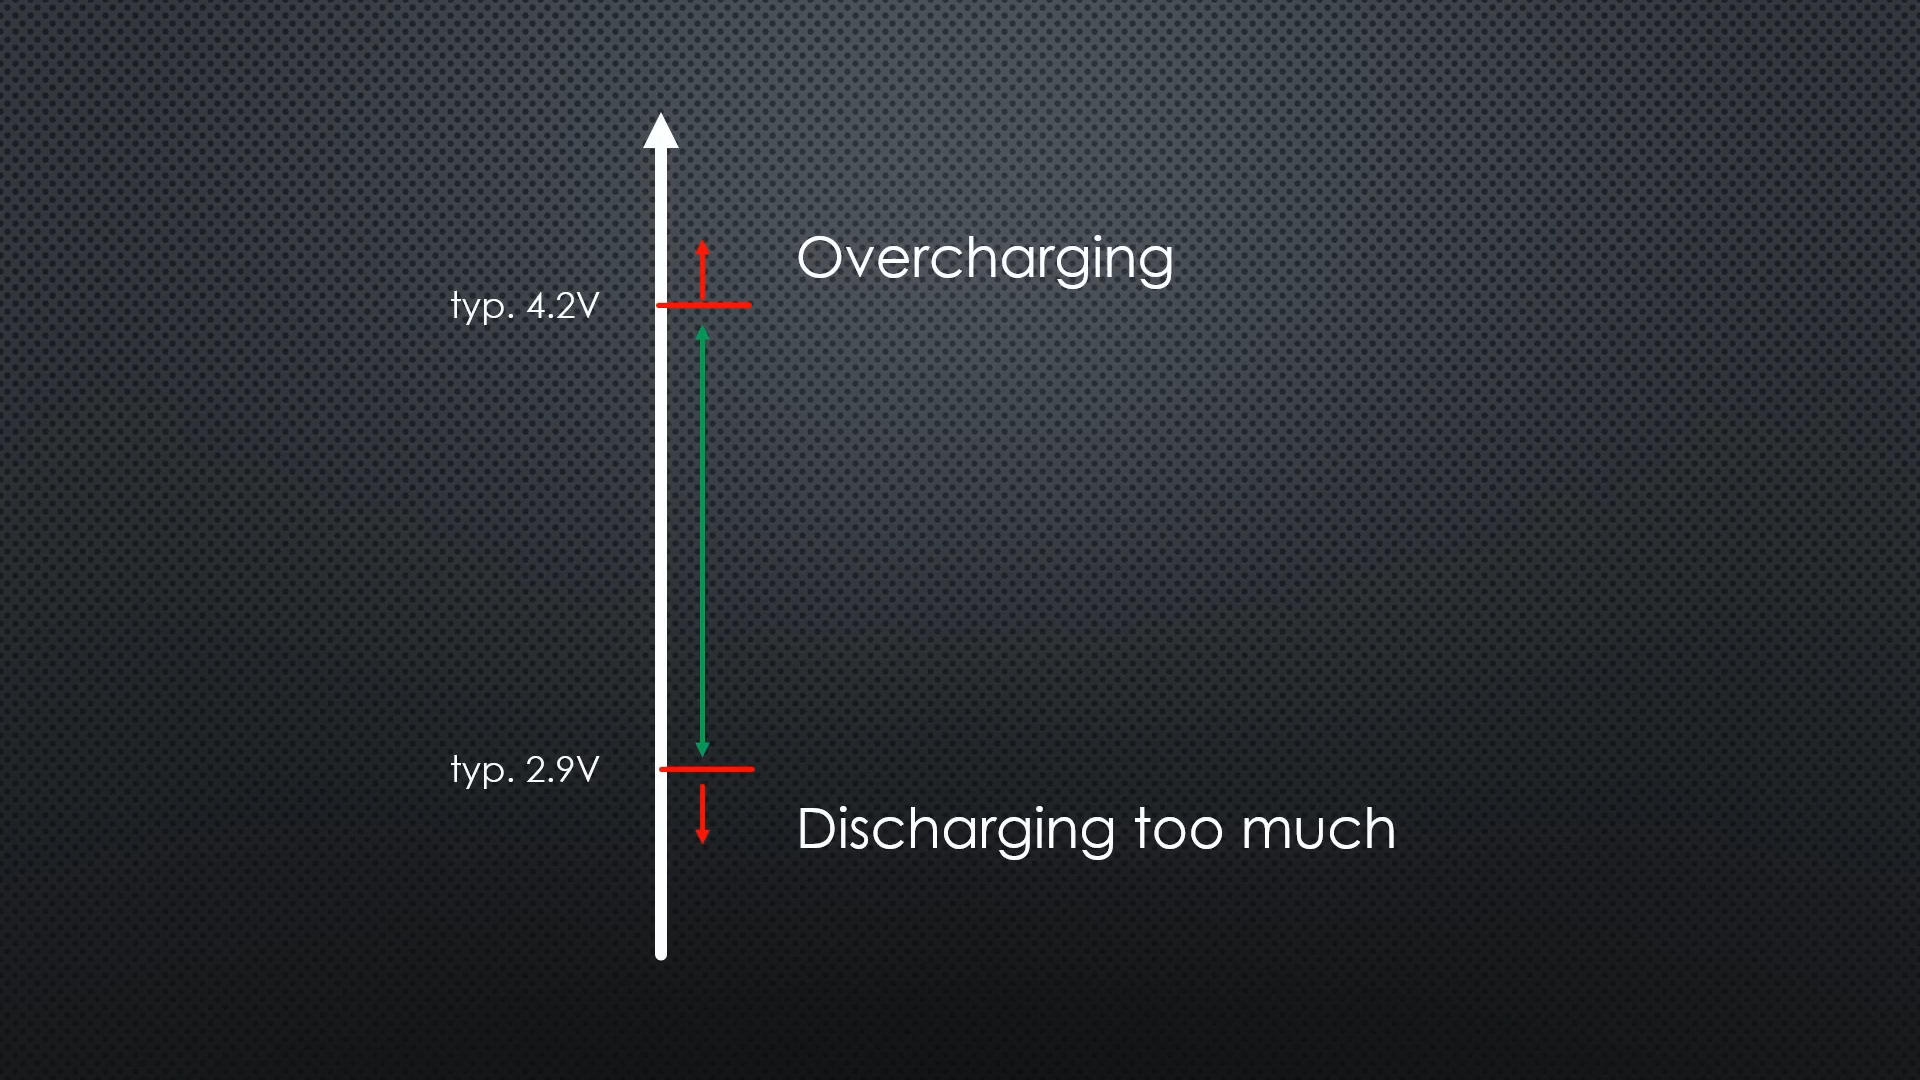 Overcharging
typ. 4.2V
typ. 2.9V
Discharging too much